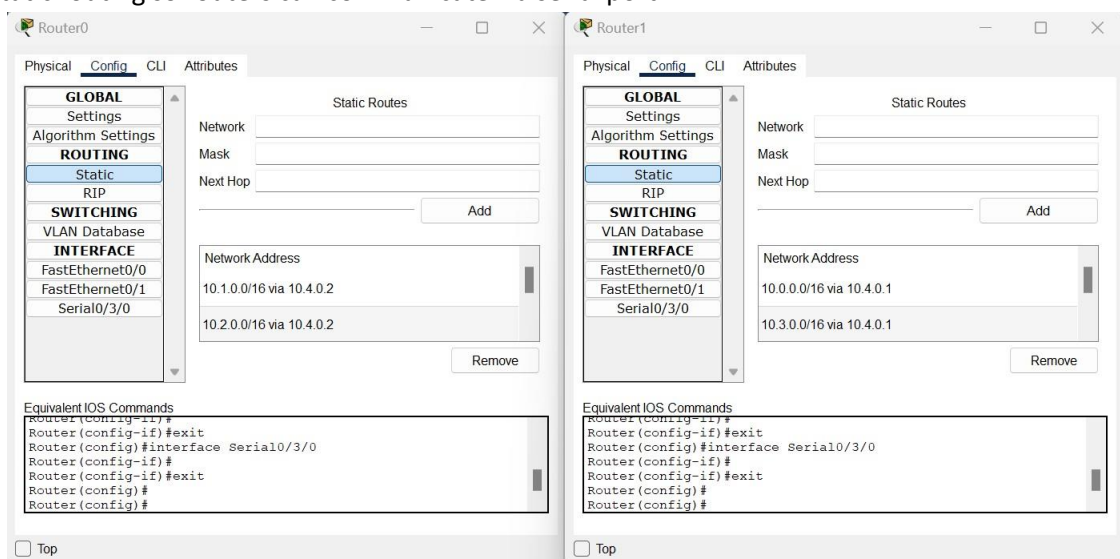 Router0
Physical Config CLI Attributes
GLOBAL
Settings
Algorithm Settings
ROUTING
Static
RIP
SWITCHING
VLAN Database
INTERFACE
FastEthernet0/0
FastEthernet0/1
Serial0/3/0
Static Routes
Network
Mask
Next Hop
Add
Network Address
10.1.0.0/16 via 10.4.0.2
10.2.0.0/16 via 10.4.0.2
Remove
Equivalent IOS Commands
Router(config-if)#
Router(config-if)#exit
Router(config)#interface Serial0/3/0
Router(config-if)#
Router(config-if)#exit
Router(config)#
Router(config)#
Top
Router1
Physical Config CLI Attributes
GLOBAL
Settings
Algorithm Settings
ROUTING
Static
RIP
SWITCHING
VLAN Database
INTERFACE
FastEthernet0/0
FastEthernet0/1
Serial0/3/0
Static Routes
Network
Mask
Next Hop
Add
Network Address
10.0.0.0/16 via 10.4.0.1
10.3.0.0/16 via 10.4.0.1
Remove
Equivalent IOS Commands
Router(config-if)#
Router(config-if)#exit
Router(config)#interface Serial0/3/0
Router(config-if)#
Router(config-if)#exit
Router(config)#
Router(config)#
Top